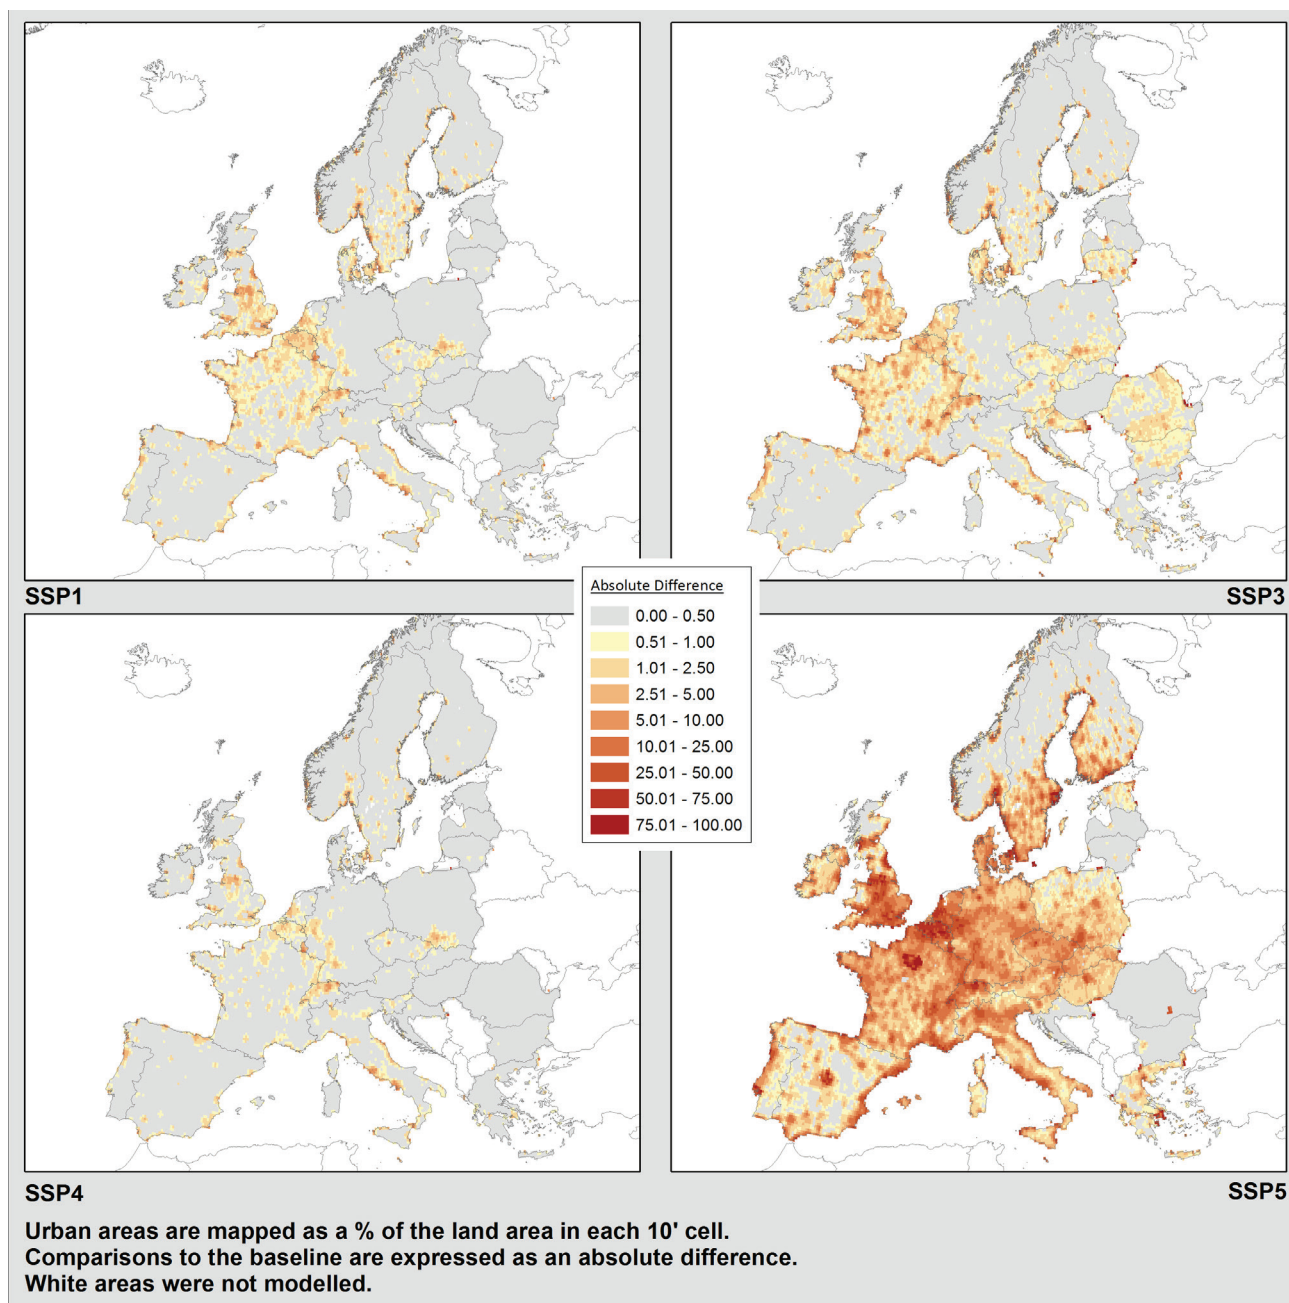 SSP1
SSP3
Absolute Difference
0.00 - 0.50
0.51 - 1.00
1.01 - 2.50
2.51 - 5.00
5.01 - 10.00
10.01 - 25.00
25.01 - 50.00
50.01 - 75.00
75.01 - 100.00
SSP4
SSP5
Urban areas are mapped as a % of the land area in each 10' cell.
Comparisons to the baseline are expressed as an absolute difference.
White areas were not modelled.